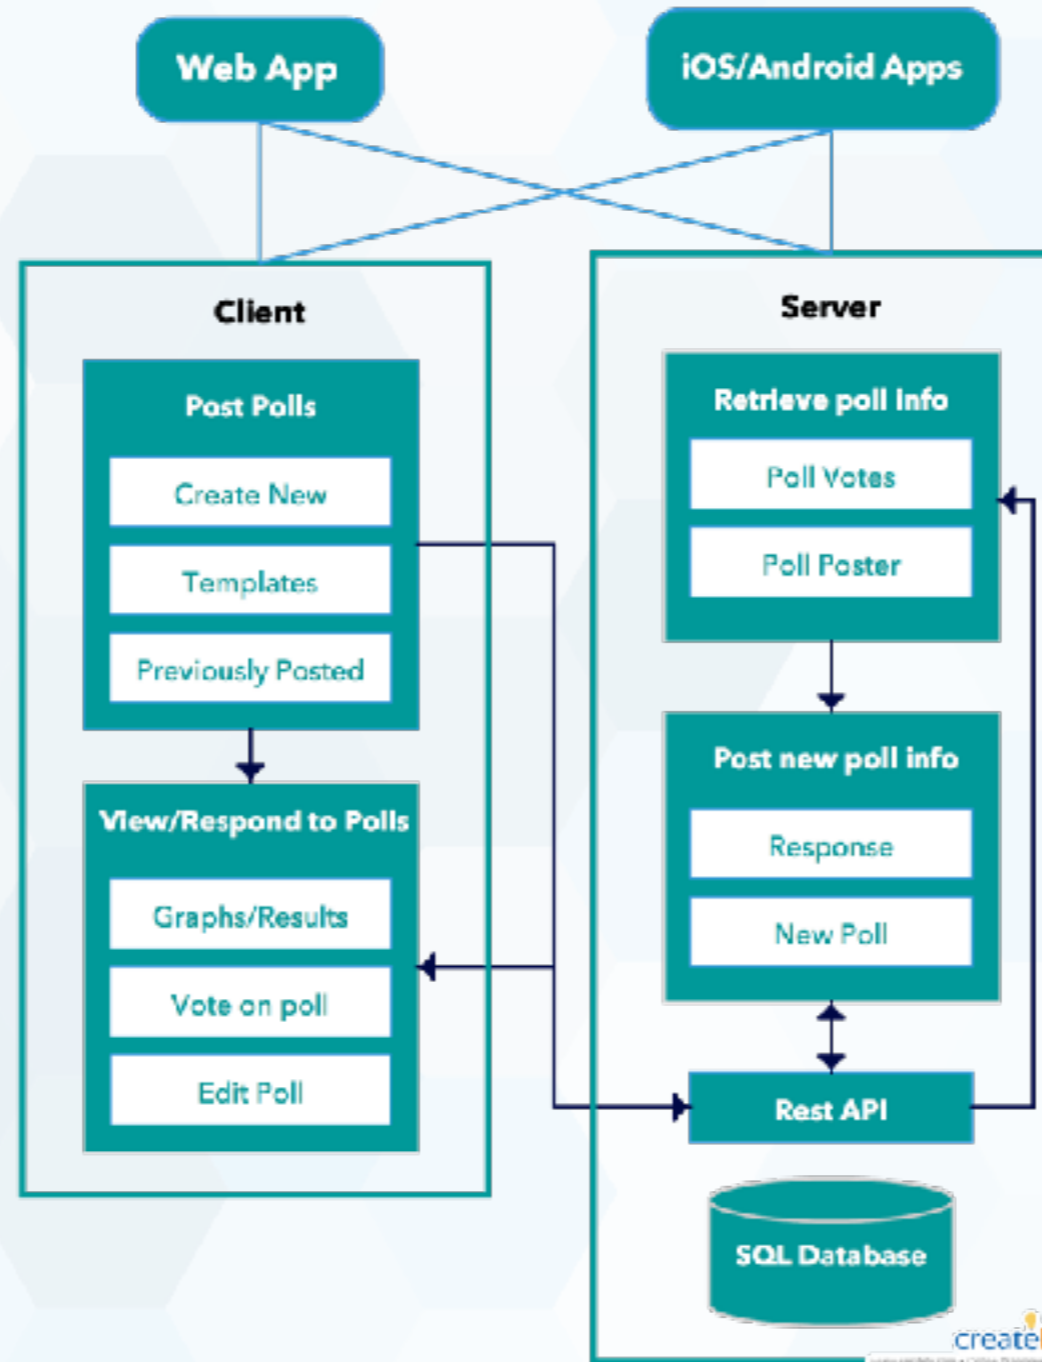 Web App
iOS/Android Apps
Client
Post Polls
Create New
Templates
Previously Posted
View/Respond to Polls
Graphs/Results
Vote on poll
Edit Poll
Server
Retrieve poll info
Poll Votes
Poll Poster
Post new poll info
Response
New Poll
Rest API
SQL Database
create